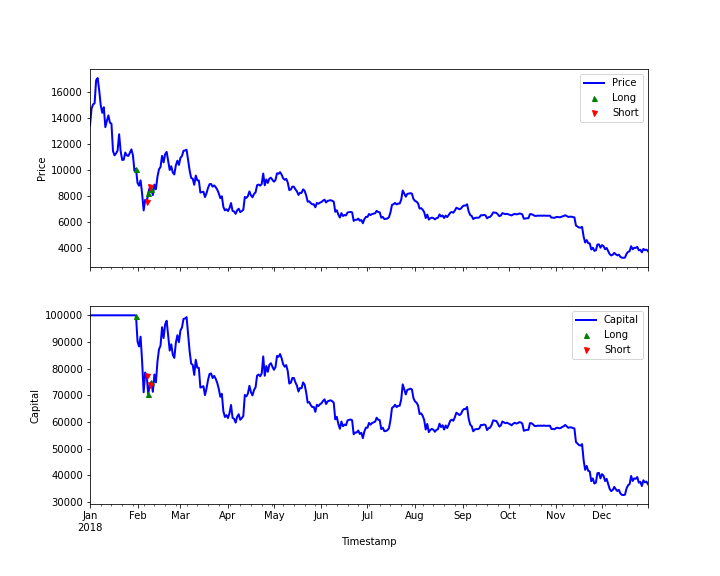 16000
14000
12000
10000
8000
6000
4000
Price
Price
Long
Short
100000
90000
80000
70000
60000
50000
40000
30000
Capital
Capital
Long
Short
Jan Feb Mar Apr May Jun Jul Aug Sep Oct Nov Dec
2018
Timestamp